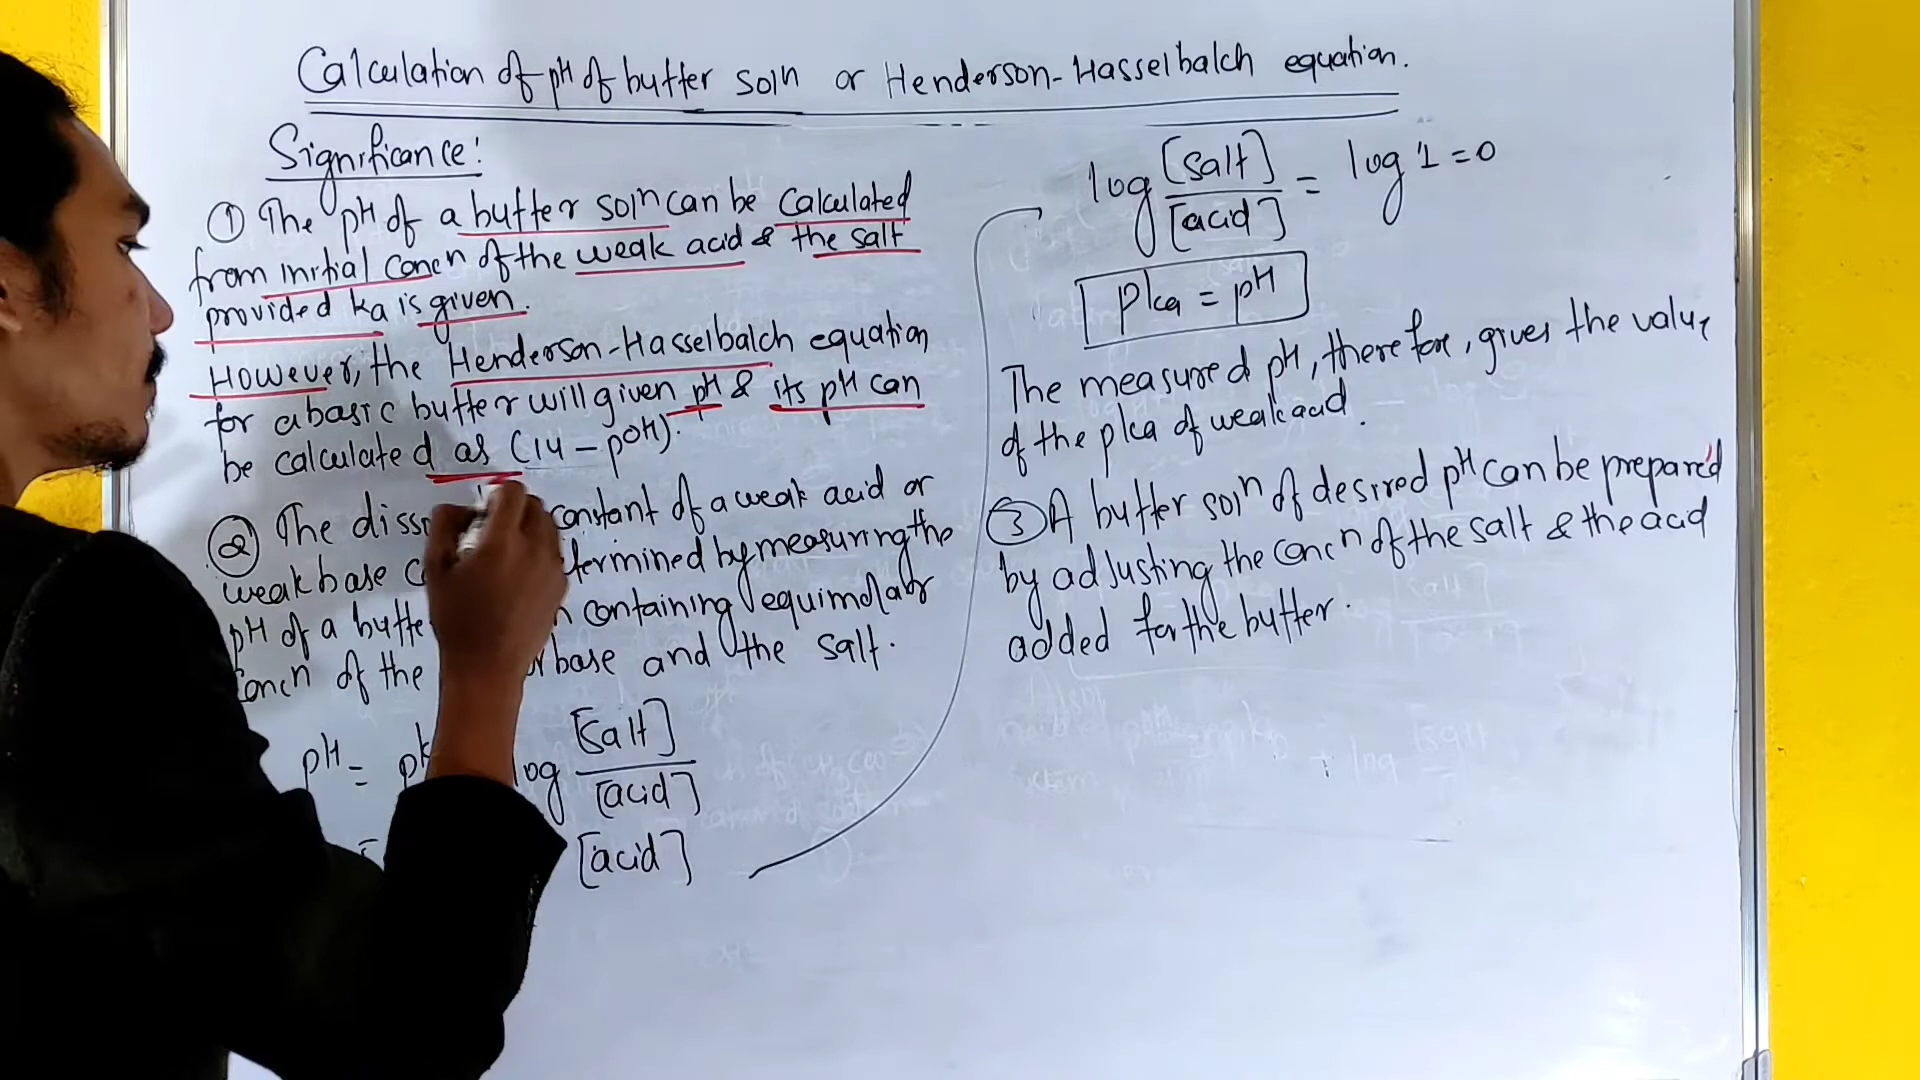 Calculation of pH of buffer soln or Henderson-Hasselbalch equation.
Significance:
① The pH of a buffer soln can be calculated
from initial concn of the weak acid & the salt
provided ka is given.
However, the Henderson-Hasselbalch equation
for a basic buffer will given pH & its pH can
be calculated as (14 - pOH).
② The constant of a weak acid or
weak base by measuring the
pH of a containing equimolar
concn of the base and the salt.
pH = log [salt]/[acid]
= [acid]
log [salt]/[acid] = log 1 = 0
Pka = pH
The measured pH, therefore, gives the value
of the pka of weak acid.
③ A buffer soln of desired pH can be prepared
by adjusting the concn of the salt & the acid
added for the buffer.